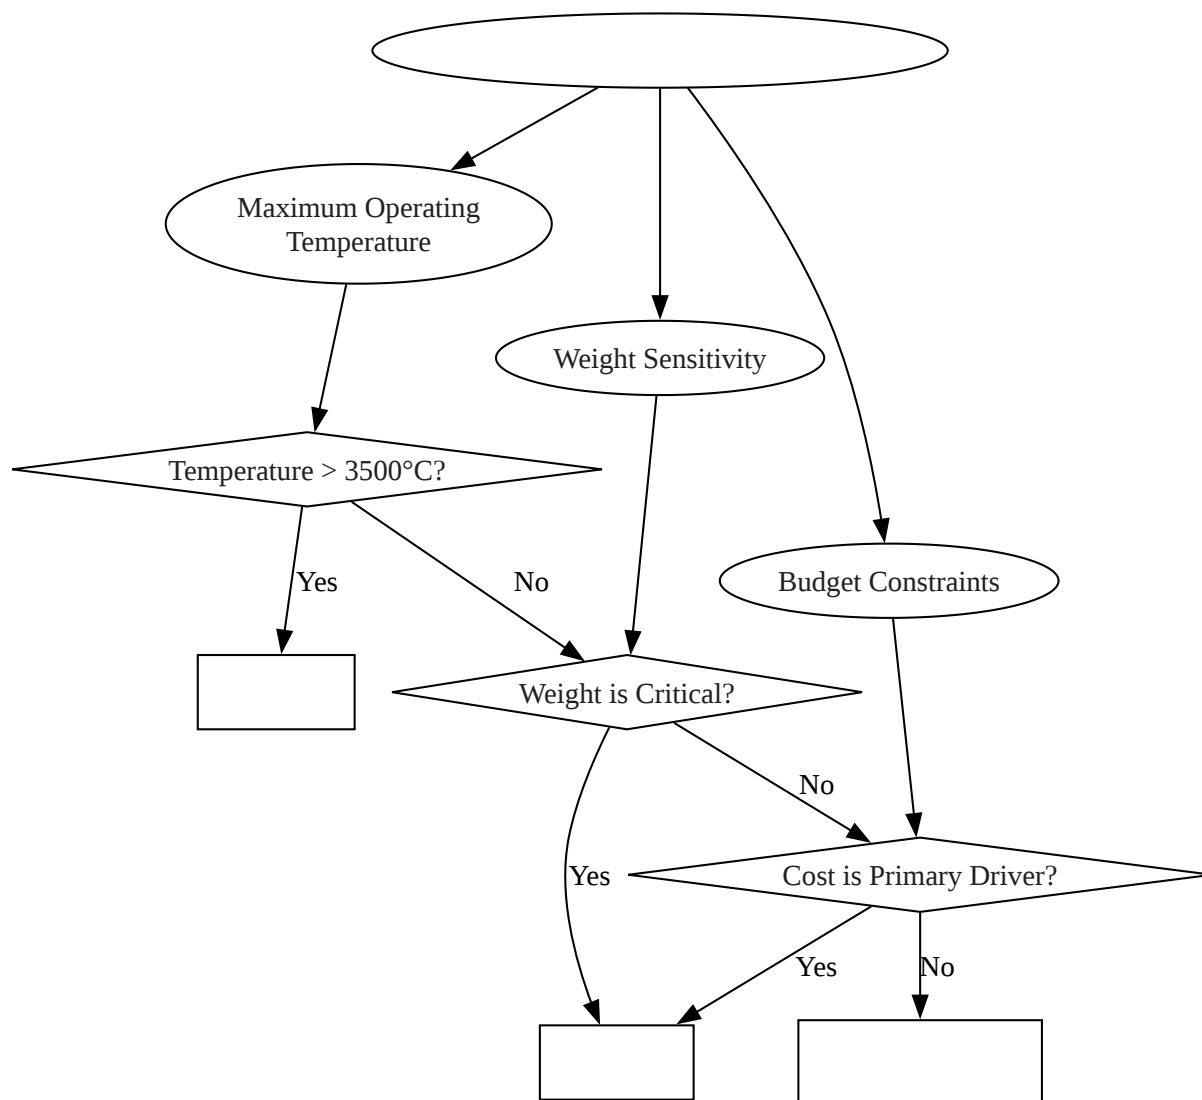 Maximum Operating
Temperature
Weight Sensitivity
Temperature > 3500°C?
Yes
No
Budget Constraints
Weight is Critical?
No
Yes
Cost is Primary Driver?
Yes
No